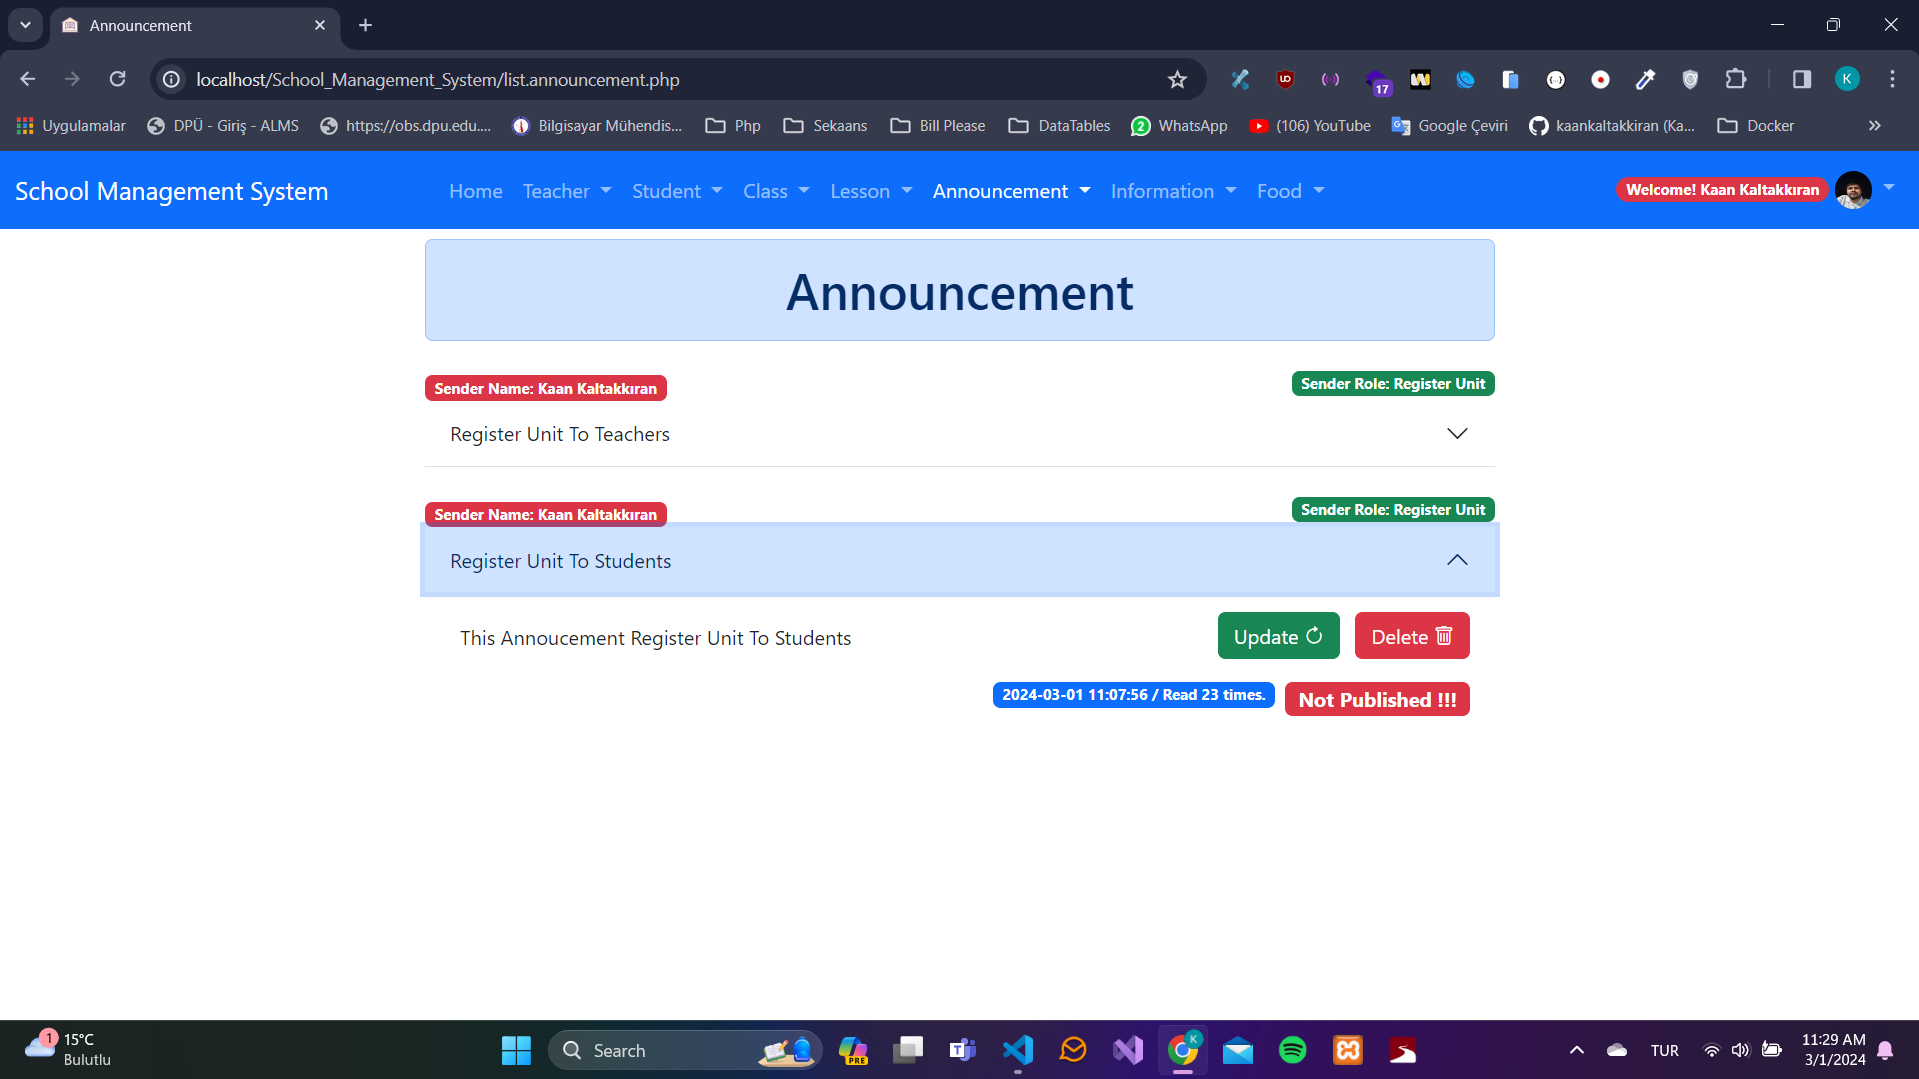 Announcement
localhost/School_Management_System/list.announcement.php
17
K
Uygulamalar
DPÜ - Giriş - ALMS
https://obs.dpu.edu....
Bilgisayar Mühendis...
Php
Sekaans
Bill Please
DataTables
2 WhatsApp
(106) YouTube
Google Çeviri
kaankaltakkiran (Ka...
Docker
School Management System
Home
Teacher
Student
Class
Lesson
Announcement
Information
Food
Welcome! Kaan Kaltakkıran
Announcement
Sender Name: Kaan Kaltakkıran
Sender Role: Register Unit
Register Unit To Teachers
Sender Name: Kaan Kaltakkıran
Sender Role: Register Unit
Register Unit To Students
This Annoucement Register Unit To Students
Update
Delete
2024-03-01 11:07:56 / Read 23 times.
Not Published !!!
1
15°C
Bulutlu
Search
PRE
K
TUR
11:29 AM
3/1/2024